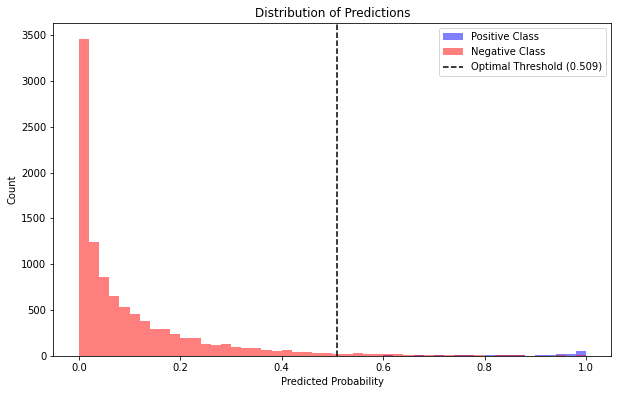 Distribution of Predictions
Positive Class
Negative Class
Optimal Threshold (0.509)
3500
3000
2500
2000
1500
1000
500
0
Count
0.0 0.2 0.4 0.6 0.8 1.0
Predicted Probability